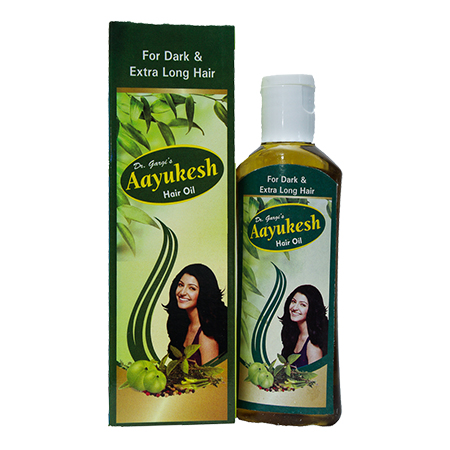 For Dark &
Extra Long Hair
Dr. Gargi's
Aayukesh
Hair Oil
For Dark &
Extra Long Hair
Dr. Gargi's
Aayukesh
Hair Oil